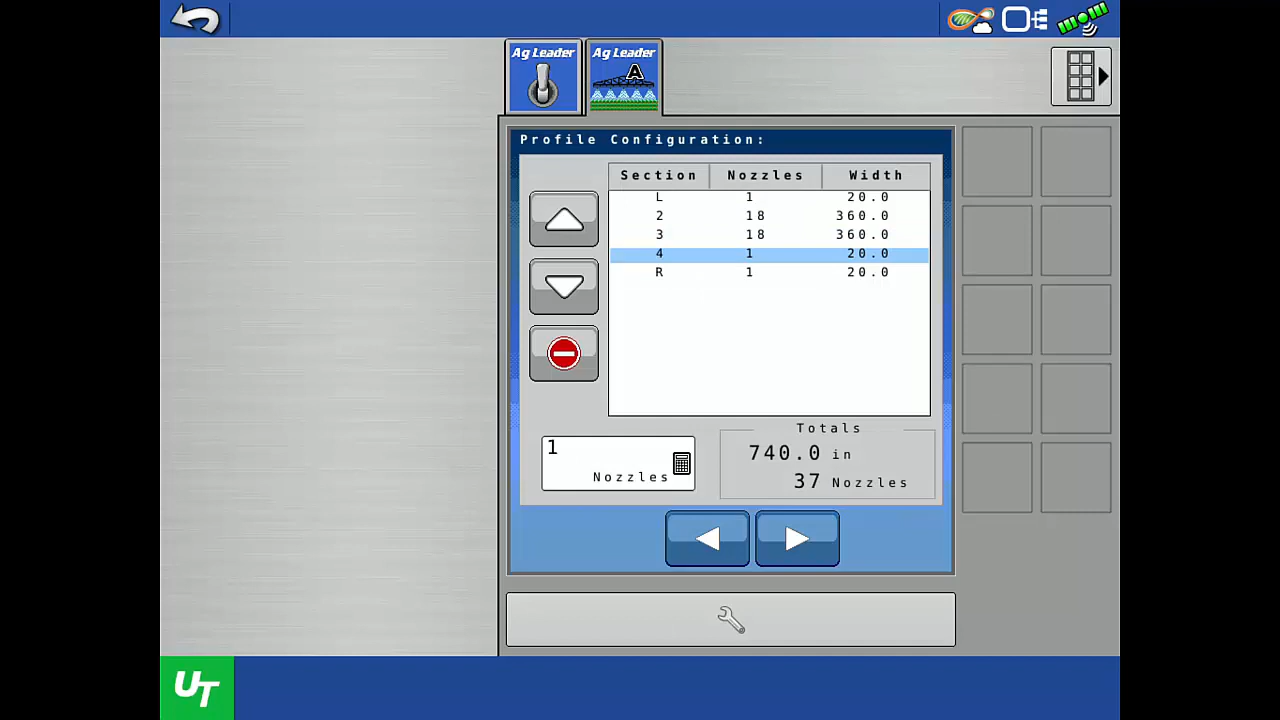 Ag Leader Ag Leader
A
Profile Configuration:
Section Nozzles Width
L 1 20.0
2 18 360.0
3 18 360.0
4 1 20.0
R 1 20.0
1
Nozzles
Totals
740.0 in
37 Nozzles
UT